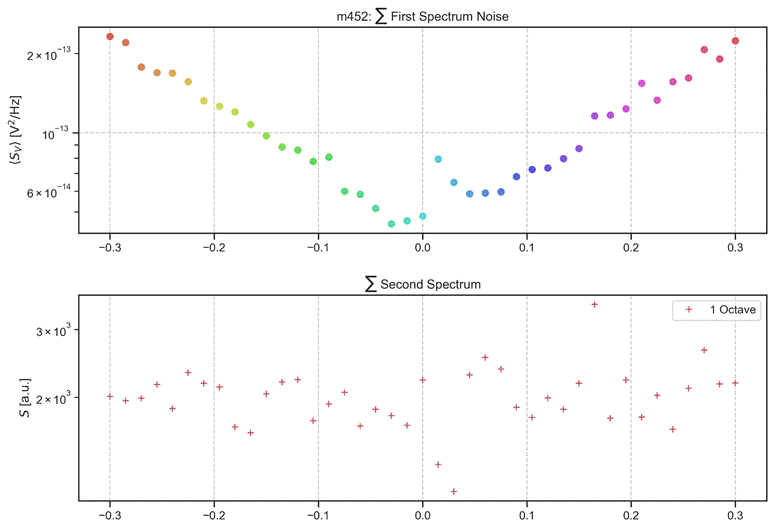 m452: ∑ First Spectrum Noise
2 × 10⁻¹³
10⁻¹³
6 × 10⁻¹⁴
⟨S_V⟩ [V²/Hz]
−0.3 −0.2 −0.1 0.0 0.1 0.2 0.3
∑ Second Spectrum
1 Octave
3 × 10³
2 × 10³
S [a.u.]
−0.3 −0.2 −0.1 0.0 0.1 0.2 0.3